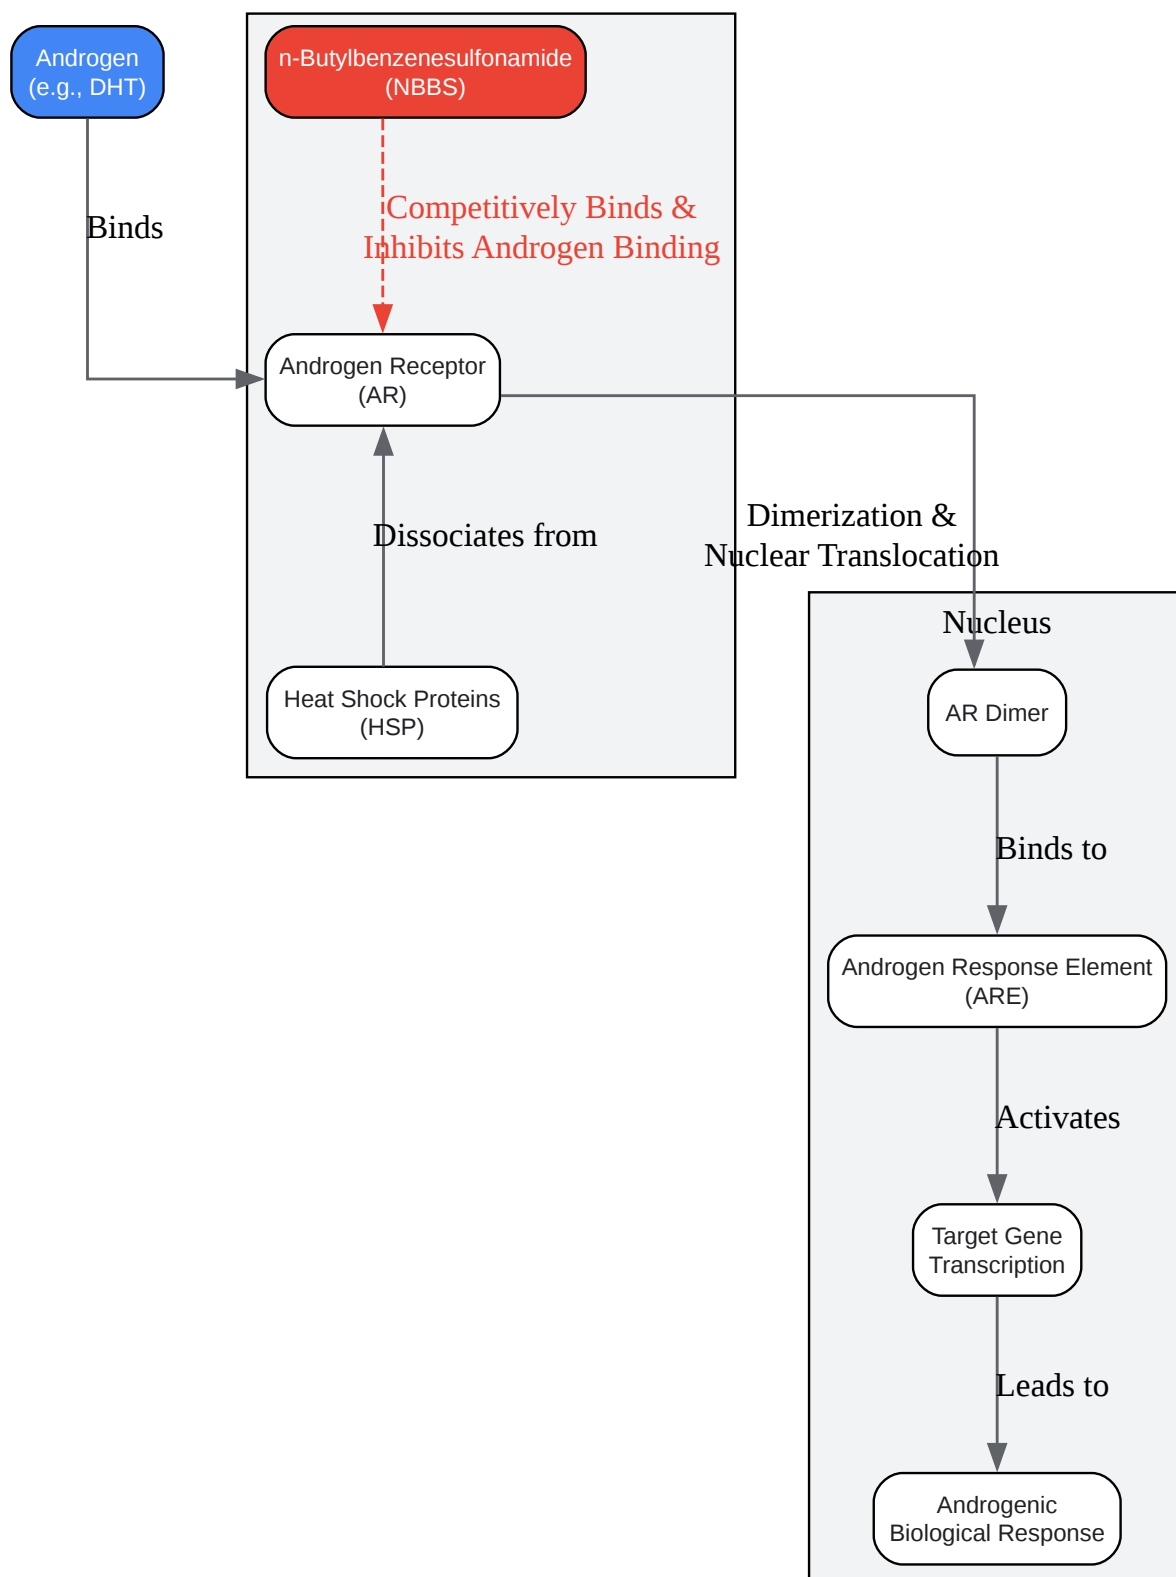 Androgen
(e.g., DHT)
n-Butylbenzenesulfonamide
(NBBS)
Binds
Competitively Binds &
Inhibits Androgen Binding
Androgen Receptor
(AR)
Dissociates from
Dimerization &
Nuclear Translocation
Heat Shock Proteins
(HSP)
Nucleus
AR Dimer
Binds to
Androgen Response Element
(ARE)
Activates
Target Gene
Transcription
Leads to
Androgenic
Biological Response